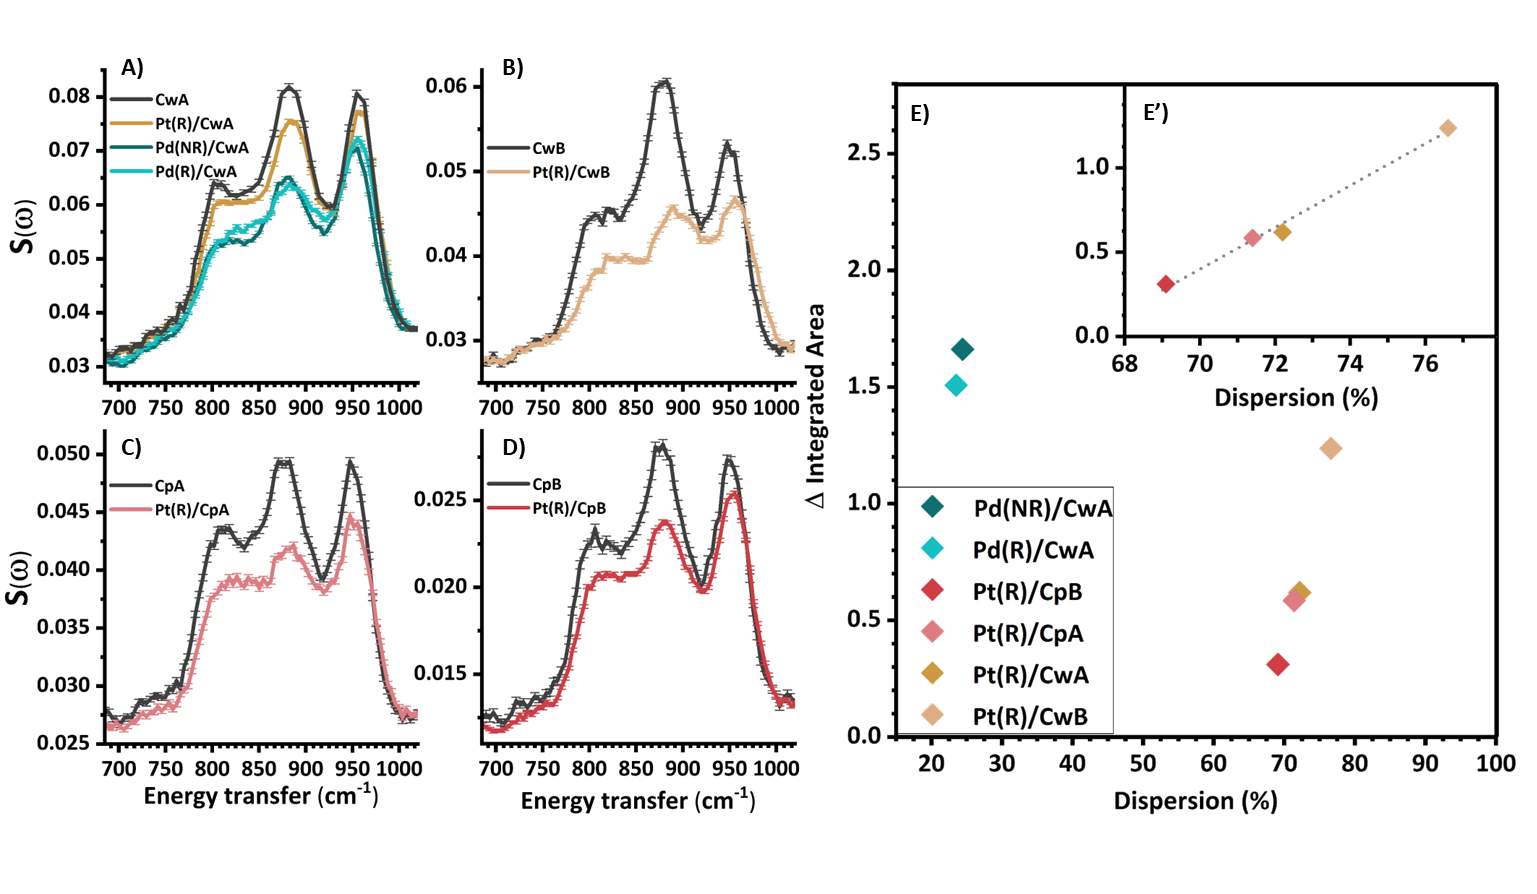 A)
CwA
Pt(R)/CwA
Pd(NR)/CwA
Pd(R)/CwA
0.08
0.07
0.06
0.05
0.04
0.03
S(ω)
700 750 800 850 900 950 1000
B)
CwB
Pt(R)/CwB
0.06
0.05
0.04
0.03
700 750 800 850 900 950 1000
C)
CpA
Pt(R)/CpA
0.050
0.045
0.040
0.035
0.030
0.025
S(ω)
700 750 800 850 900 950 1000
Energy transfer (cm-1)
D)
CpB
Pt(R)/CpB
0.025
0.020
0.015
700 750 800 850 900 950 1000
Energy transfer (cm-1)
E)
2.5
2.0
1.5
1.0
0.5
0.0
Δ Integrated Area
Pd(NR)/CwA
Pd(R)/CwA
Pt(R)/CpB
Pt(R)/CpA
Pt(R)/CwA
Pt(R)/CwB
20 30 40 50 60 70 80 90 100
Dispersion (%)
E')
1.0
0.5
0.0
68 70 72 74 76
Dispersion (%)